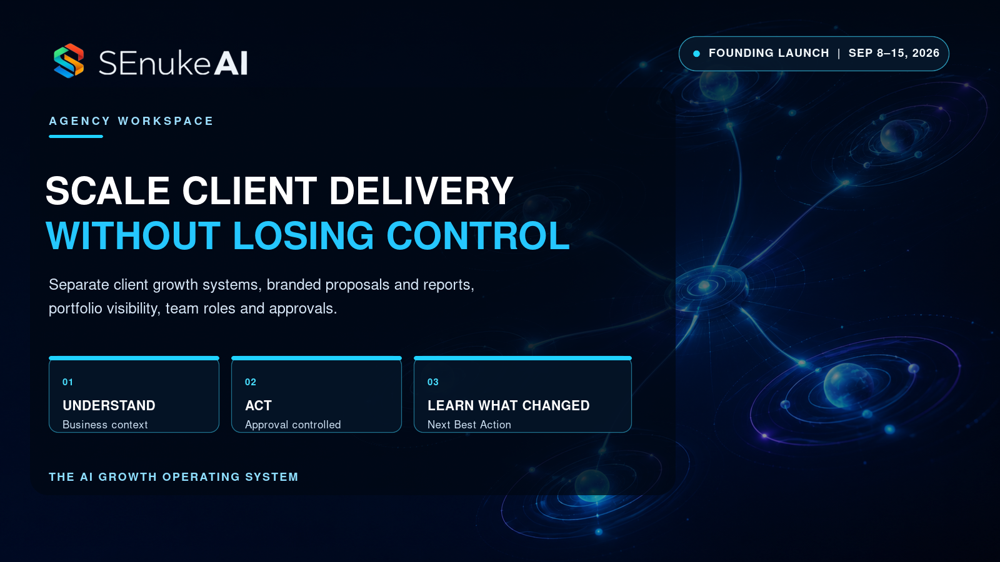 SEnukeAI
FOUNDING LAUNCH | SEP 8–15, 2026
AGENCY WORKSPACE
SCALE CLIENT DELIVERY
WITHOUT LOSING CONTROL
Separate client growth systems, branded proposals and reports,
portfolio visibility, team roles and approvals.
01
UNDERSTAND
Business context
02
ACT
Approval controlled
03
LEARN WHAT CHANGED
Next Best Action
THE AI GROWTH OPERATING SYSTEM